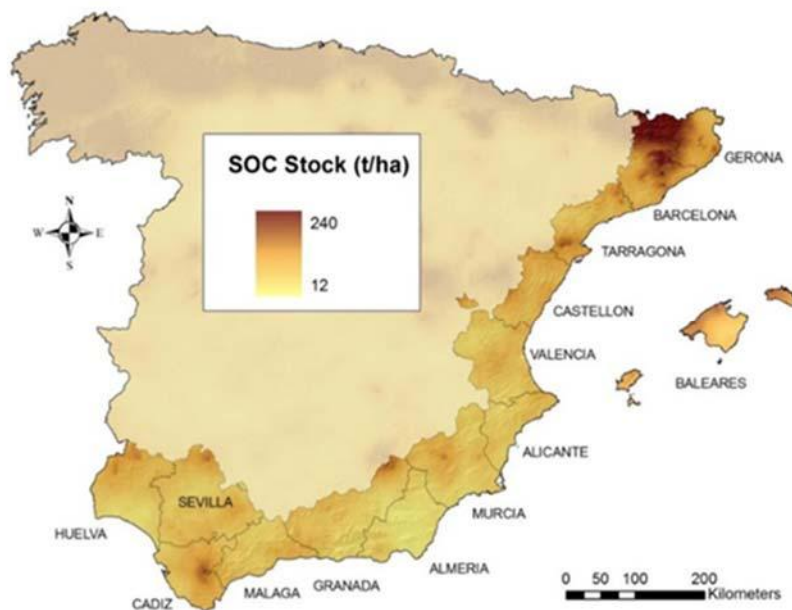 SOC Stock (t/ha)
240
12
N
W E
S
GERONA
BARCELONA
TARRAGONA
CASTELLON
VALENCIA
BALEARES
ALICANTE
MURCIA
ALMERIA
GRANADA
MALAGA
CADIZ
HUELVA
SEVILLA
0 50 100 200
Kilometers